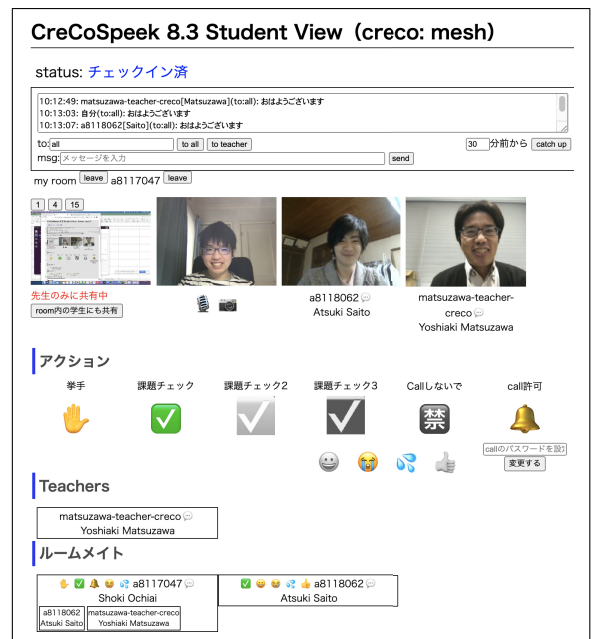 CreCoSpeek 8.3 Student View（creco: mesh）
status: チェックイン済
10:12:49: matsuzawa-teacher-creco[Matsuzawa](to:all): おはようございます
10:13:03: 自分(to:all): おはようございます
10:13:07: a8118062[Saito](to:all): おはようございます
to: all to all to teacher 30 分前から catch up
msg: メッセージを入力 send
my room leave a8117047 leave
1 4 15
先生のみに共有中
room内の学生にも共有
a8118062
Atsuki Saito
matsuzawa-teacher-
creco
Yoshiaki Matsuzawa
アクション
挙手 課題チェック 課題チェック2 課題チェック3 Callしないで call許可
禁
callのパスワードを設
変更する
Teachers
matsuzawa-teacher-creco
Yoshiaki Matsuzawa
ルームメイト
a8117047
Shoki Ochiai
a8118062
Atsuki Saito
matsuzawa-teacher-creco
Yoshiaki Matsuzawa
a8118062
Atsuki Saito